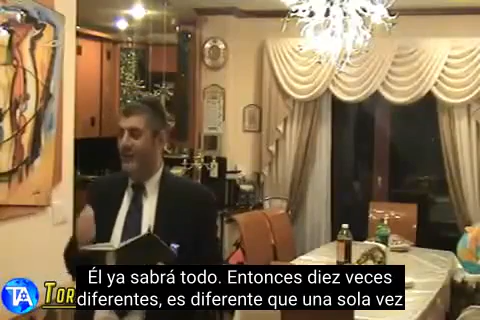 Él ya sabrá todo. Entonces diez veces
diferentes, es diferente que una sola vez
TA
TOR